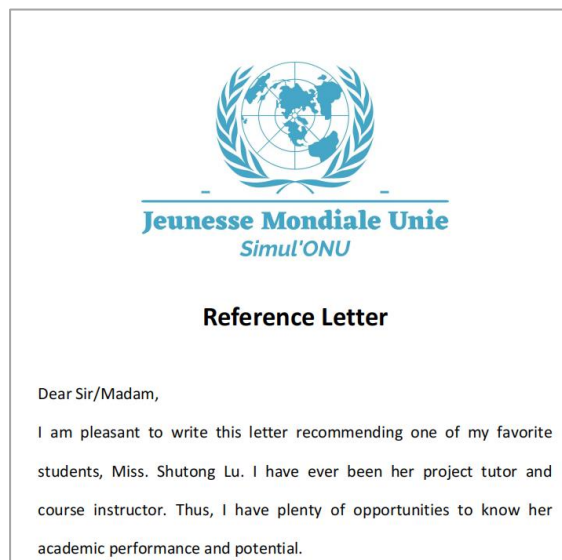 Jeunesse Mondiale Unie
Simul'ONU
Reference Letter
Dear Sir/Madam,
I am pleasant to write this letter recommending one of my favorite
students, Miss. Shutong Lu. I have ever been her project tutor and
course instructor. Thus, I have plenty of opportunities to know her
academic performance and potential.